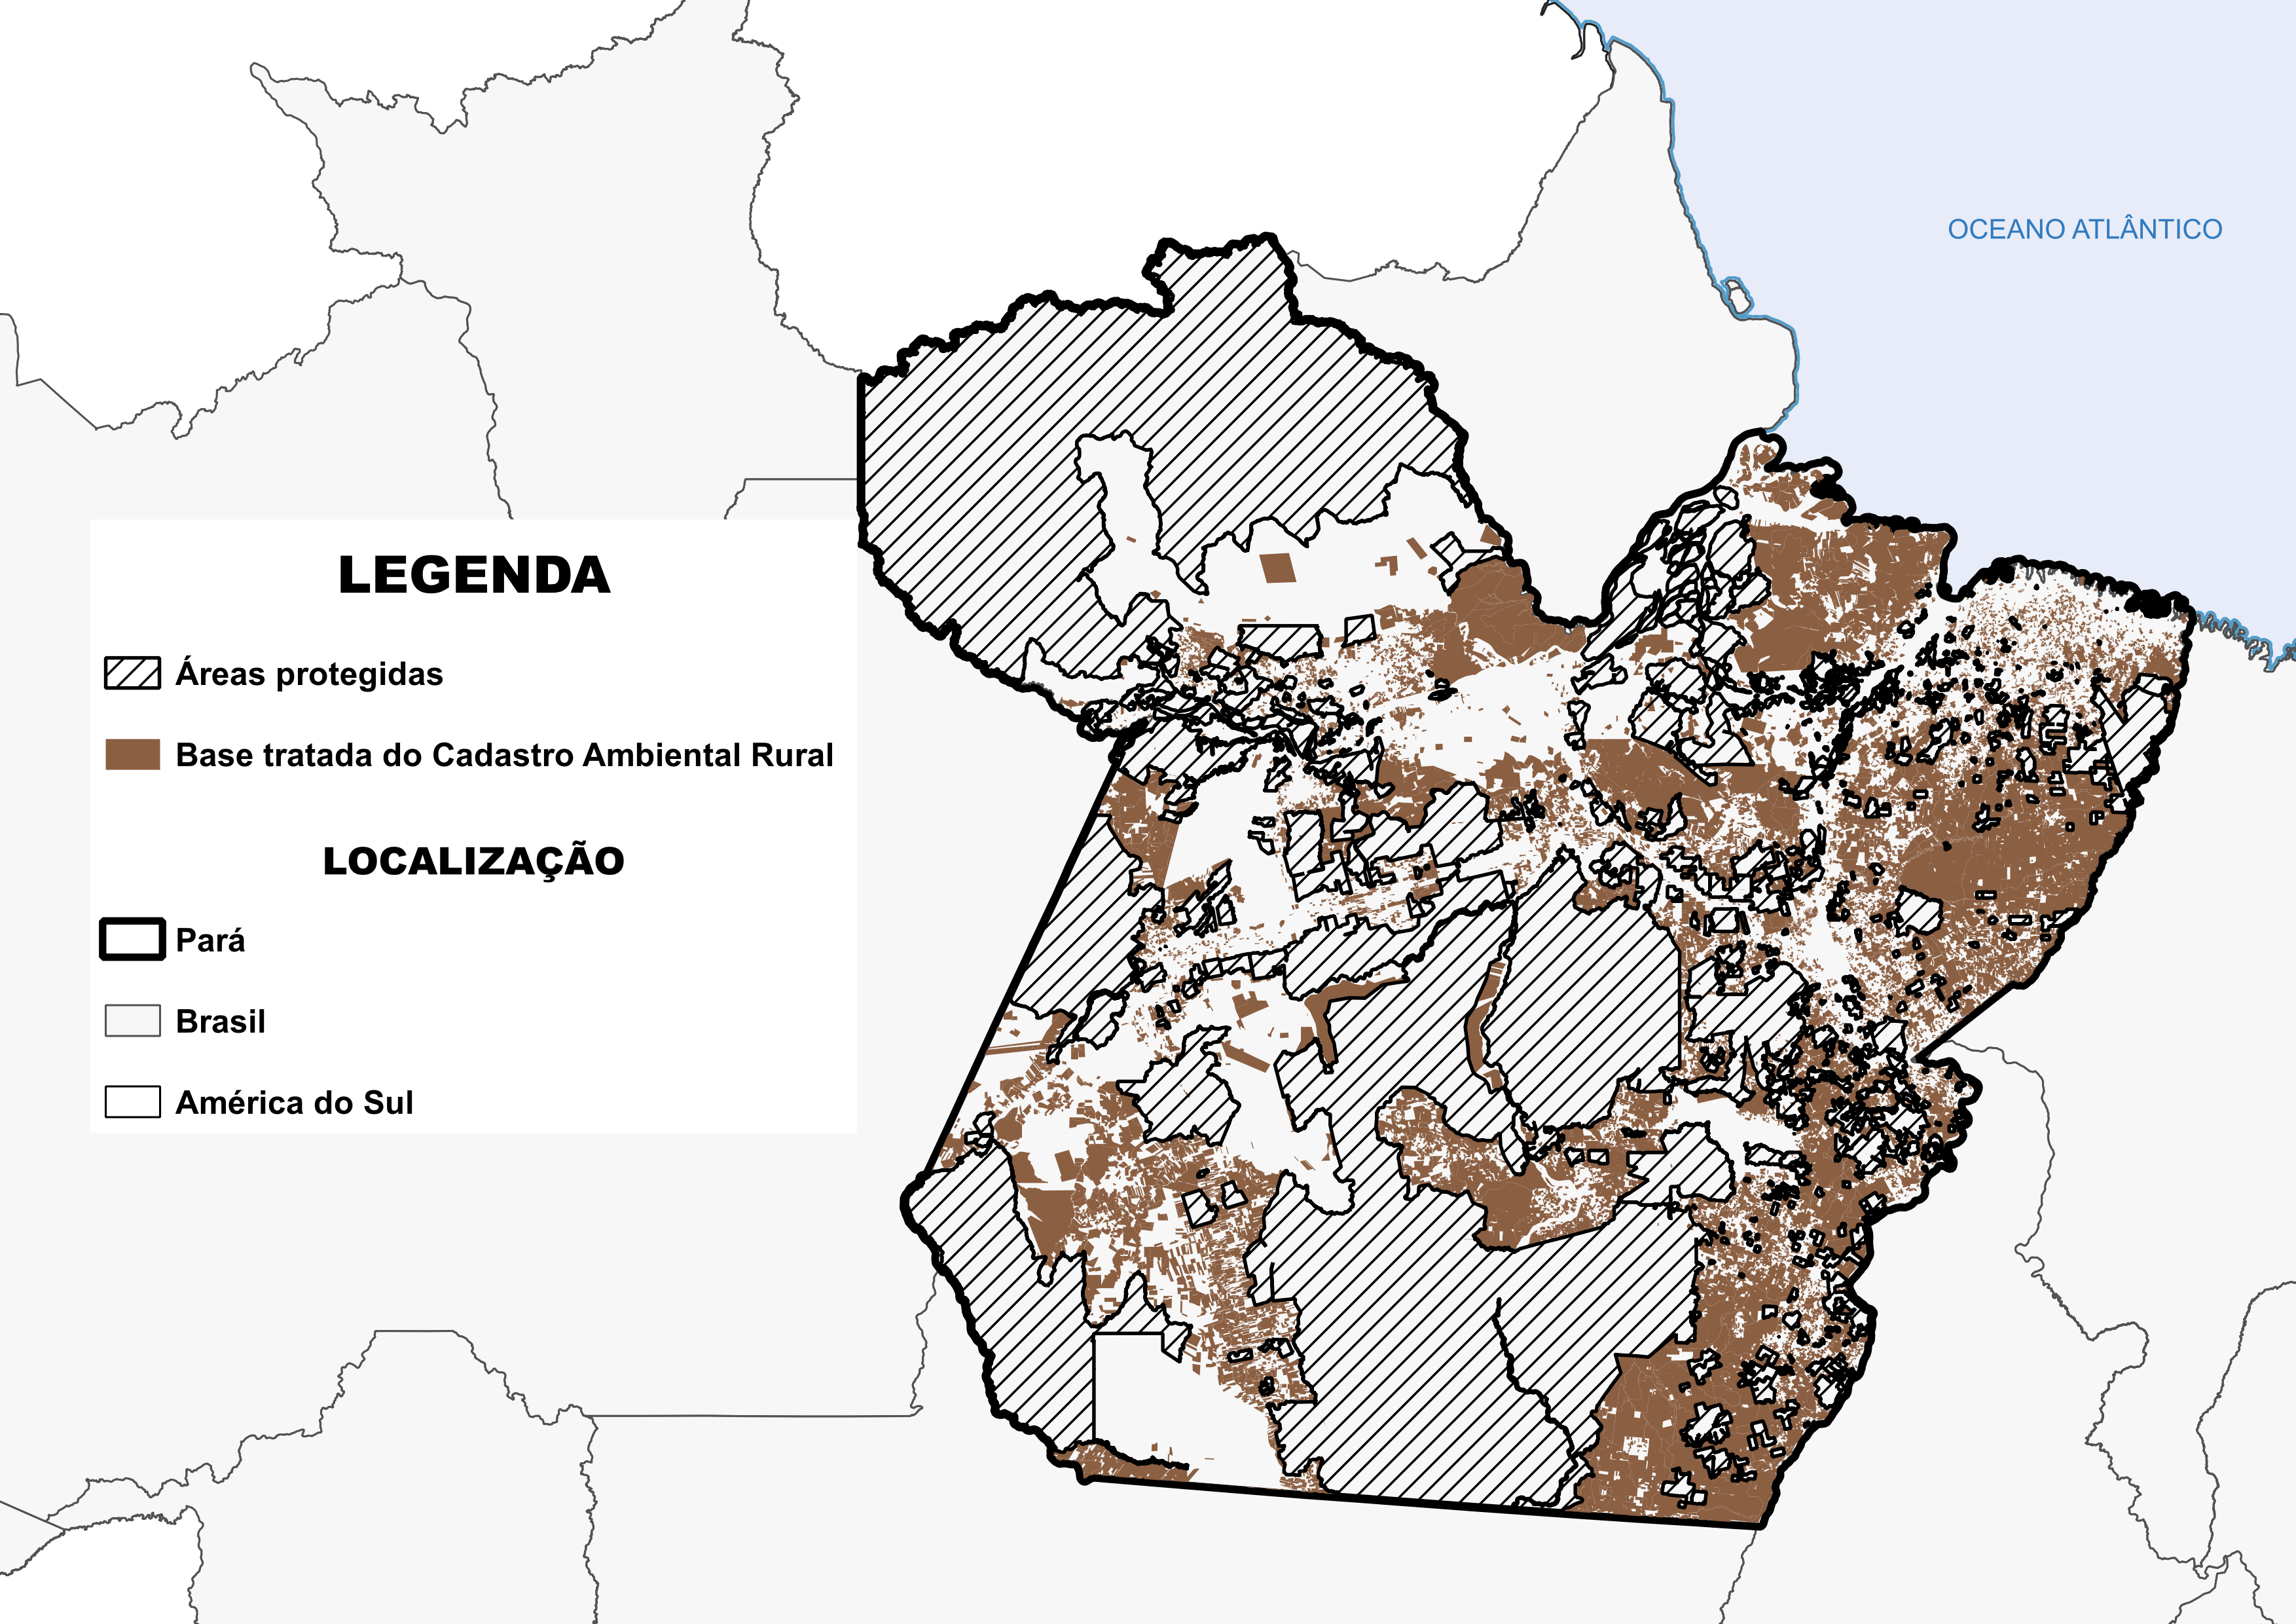 OCEANO ATLÂNTICO
LEGENDA
Áreas protegidas
Base tratada do Cadastro Ambiental Rural
LOCALIZAÇÃO
Pará
Brasil
América do Sul